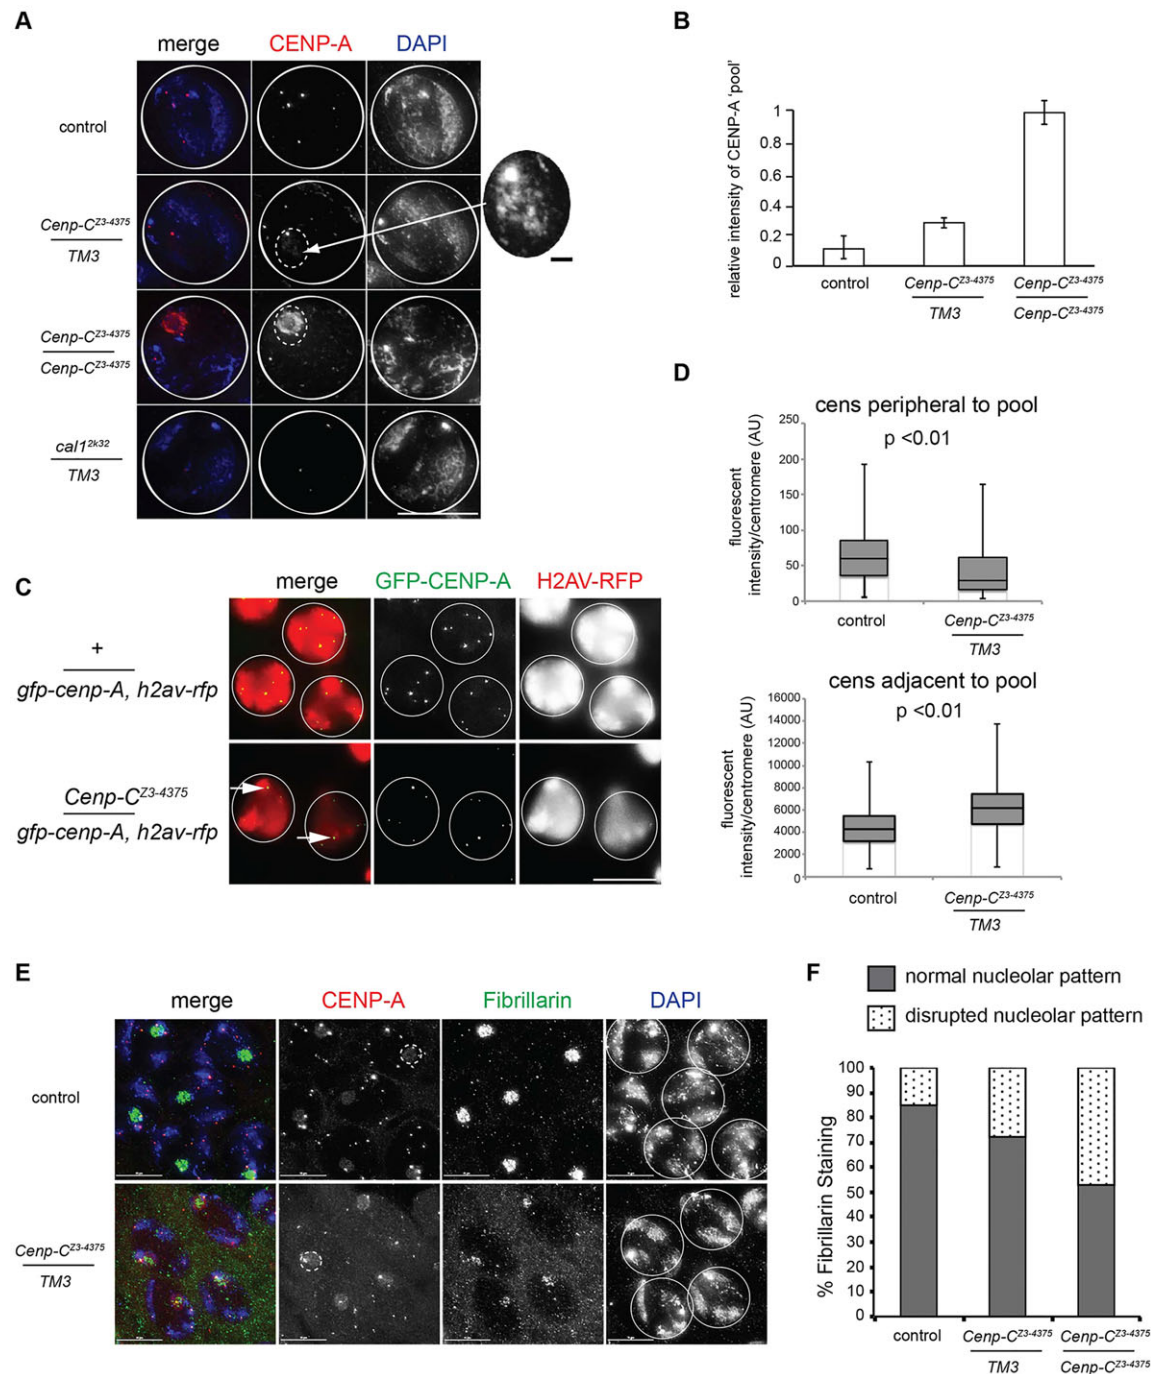 A
merge CENP-A DAPI
control
Cenp-C^Z3-4375
TM3
Cenp-C^Z3-4375
Cenp-C^Z3-4375
cal1^2k32
TM3
B
relative intensity of CENP-A 'pool'
1
0.8
0.6
0.4
0.2
0
control
Cenp-C^Z3-4375
TM3
Cenp-C^Z3-4375
Cenp-C^Z3-4375
C
merge GFP-CENP-A H2AV-RFP
+
gfp-cenp-A, h2av-rfp
Cenp-C^Z3-4375
gfp-cenp-A, h2av-rfp
D
cens peripheral to pool
p <0.01
fluorescent
intensity/centromere (AU)
250
200
150
100
50
0
control
Cenp-C^Z3-4375
TM3
cens adjacent to pool
p <0.01
fluorescent
intensity/centromere (AU)
16000
14000
12000
10000
8000
6000
4000
2000
0
control
Cenp-C^Z3-4375
TM3
E
merge CENP-A Fibrillarin DAPI
control
Cenp-C^Z3-4375
TM3
F
normal nucleolar pattern
disrupted nucleolar pattern
% Fibrillarin Staining
100
90
80
70
60
50
40
30
20
10
0
control
Cenp-C^Z3-4375
TM3
Cenp-C^Z3-4375
Cenp-C^Z3-4375